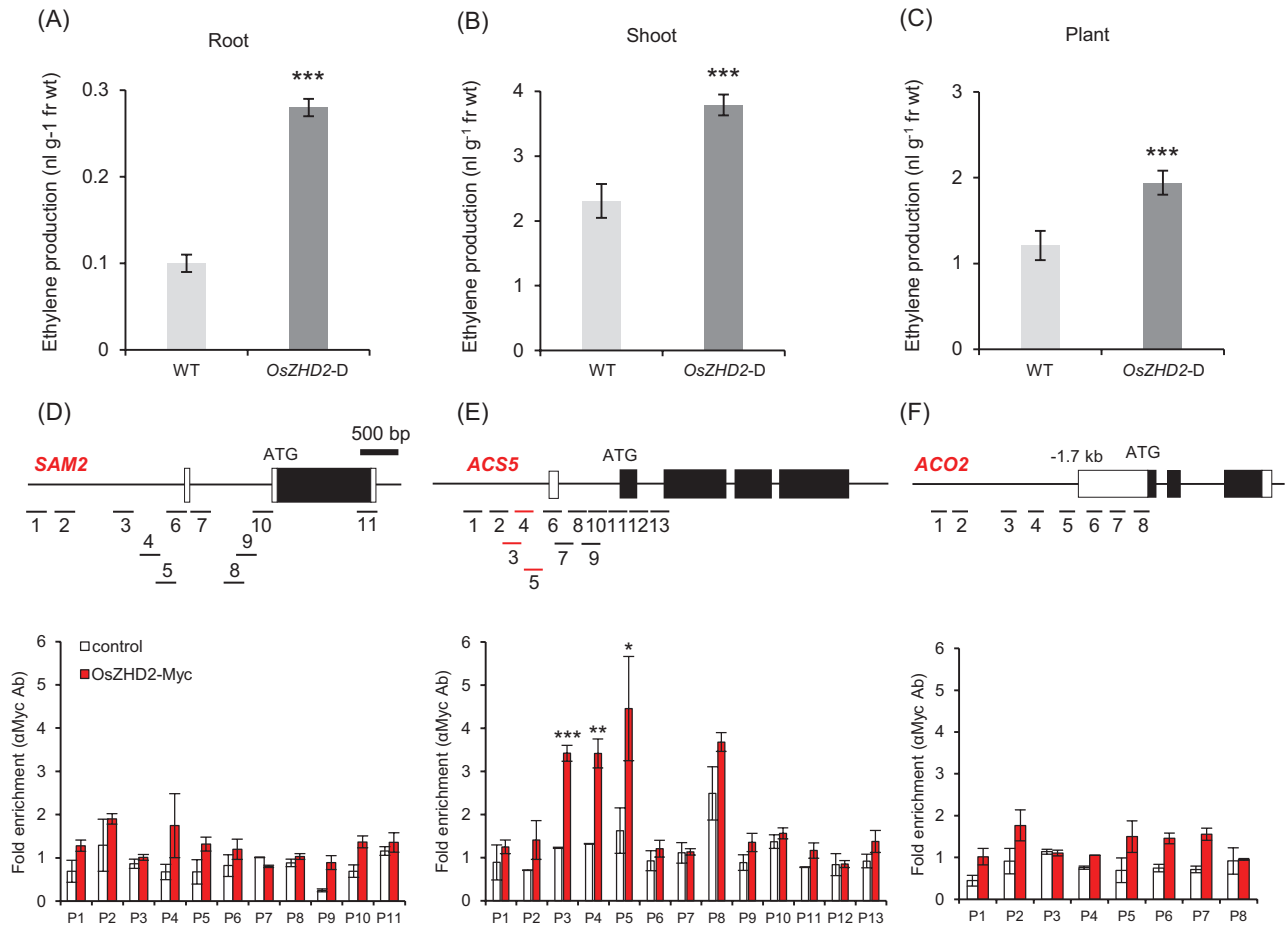 (A)
Root
Ethylene production (nl g-1 fr wt)
0.3
0.2
0.1
0
***
WT
OsZHD2-D
(B)
Shoot
Ethylene production (nl g⁻¹ fr wt)
4
3
2
1
0
***
WT
OsZHD2-D
(C)
Plant
Ethylene production (nl g⁻¹ fr wt)
3
2
1
0
***
WT
OsZHD2-D
(D)
500 bp
SAM2
ATG
1 2 3 6 7 10 11
4 9
5 8
(E)
ACS5
ATG
1 2 4 6 8 10 11 12 13
3 7 9
5
(F)
ACO2
-1.7 kb
ATG
1 2 3 4 5 6 7 8
Fold enrichment (αMyc Ab)
6
5
4
3
2
1
0
control
OsZHD2-Myc
P1 P2 P3 P4 P5 P6 P7 P8 P9 P10 P11
Fold enrichment (αMyc Ab)
6
5
4
3
2
1
0
*** ** *
P1 P2 P3 P4 P5 P6 P7 P8 P9 P10 P11 P12 P13
Fold enrichment (αMyc Ab)
6
5
4
3
2
1
0
P1 P2 P3 P4 P5 P6 P7 P8